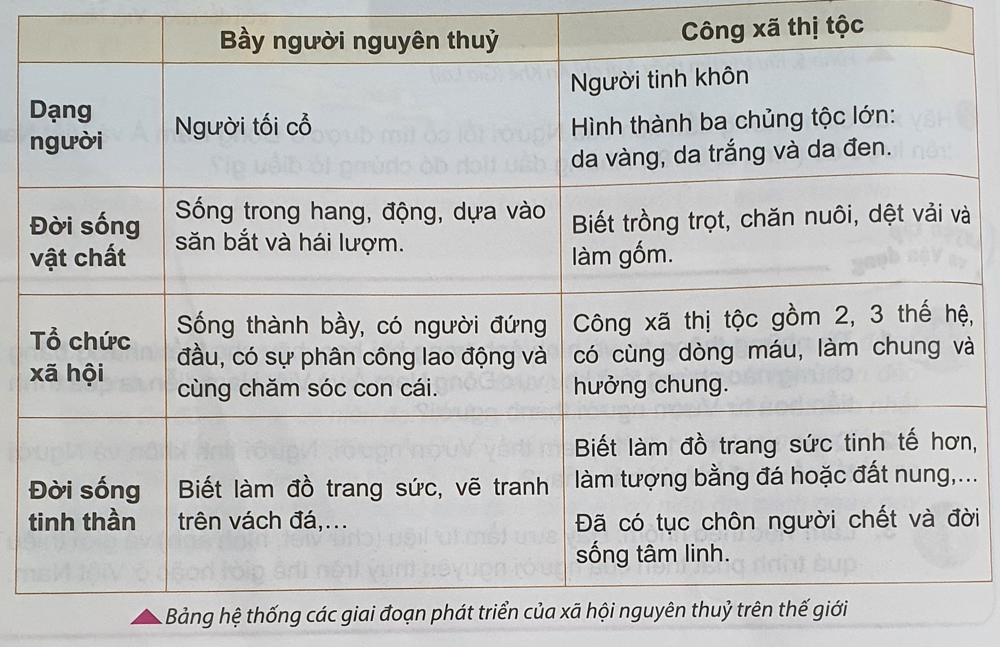 Bầy người nguyên thuỷ
Công xã thị tộc
Dạng
người
Người tối cổ
Người tinh khôn
Hình thành ba chủng tộc lớn:
da vàng, da trắng và da đen.
Đời sống
vật chất
Sống trong hang, động, dựa vào
săn bắt và hái lượm.
Biết trồng trọt, chăn nuôi, dệt vải và
làm gốm.
Tổ chức
xã hội
Sống thành bầy, có người đứng
đầu, có sự phân công lao động và
cùng chăm sóc con cái.
Công xã thị tộc gồm 2, 3 thế hệ,
có cùng dòng máu, làm chung và
hưởng chung.
Đời sống
tinh thần
Biết làm đồ trang sức, vẽ tranh
trên vách đá,...
Biết làm đồ trang sức tinh tế hơn,
làm tượng bằng đá hoặc đất nung,...
Đã có tục chôn người chết và đời
sống tâm linh.
Bảng hệ thống các giai đoạn phát triển của xã hội nguyên thuỷ trên thế giới